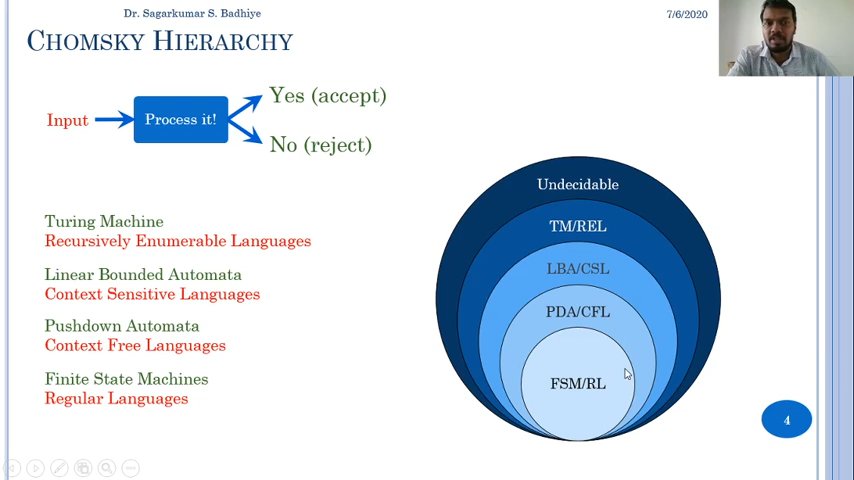 Dr. Sagarkumar S. Badhiye
7/6/2020
CHOMSKY HIERARCHY
Input
Process it!
Yes (accept)
No (reject)
Turing Machine
Recursively Enumerable Languages
Linear Bounded Automata
Context Sensitive Languages
Pushdown Automata
Context Free Languages
Finite State Machines
Regular Languages
Undecidable
TM/REL
LBA/CSL
PDA/CFL
FSM/RL
4